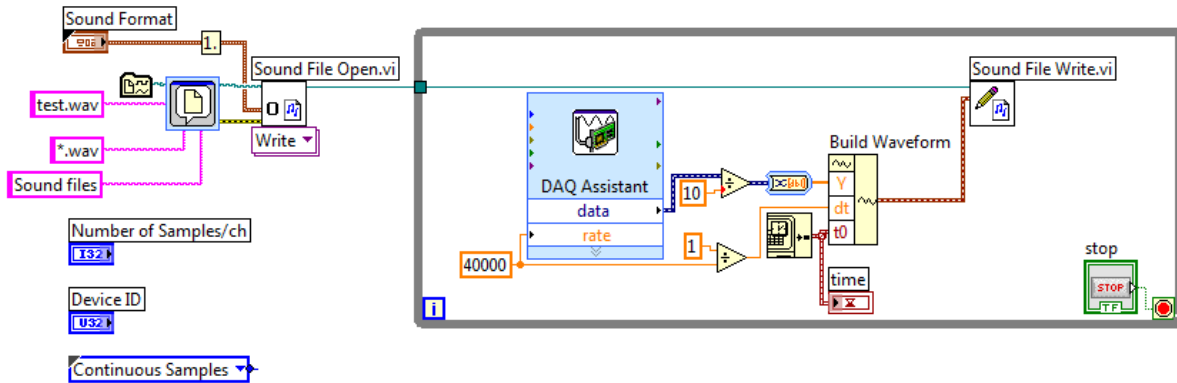 Sound Format
1.
Sound File Open.vi
test.wav
Write
*.wav
Sound files
Number of Samples/ch
I32
Device ID
U32
Continuous Samples
DAQ Assistant
data
rate
40000
10
1
Build Waveform
Y
dt
t0
time
Sound File Write.vi
stop
STOP
TF
i